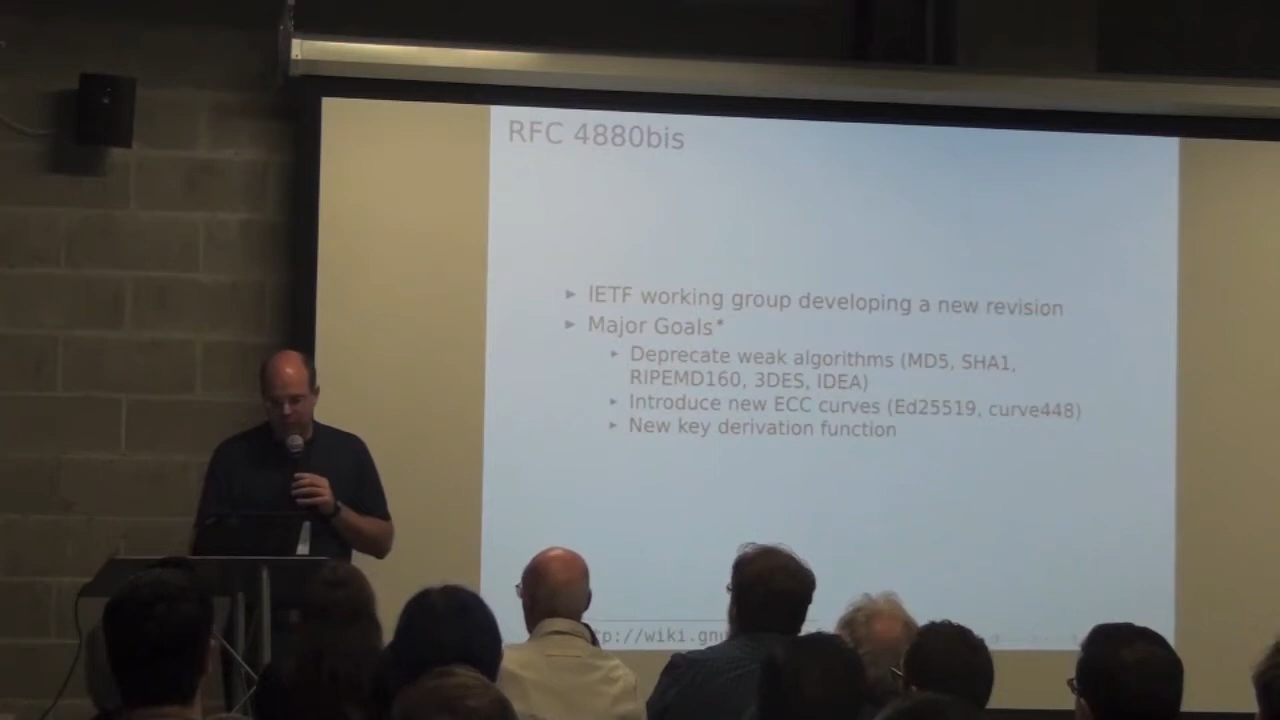 RFC 4880bis
▸ IETF working group developing a new revision
▸ Major Goals*
▸ Deprecate weak algorithms (MD5, SHA1,
RIPEMD160, 3DES, IDEA)
▸ Introduce new ECC curves (Ed25519, curve448)
▸ New key derivation function